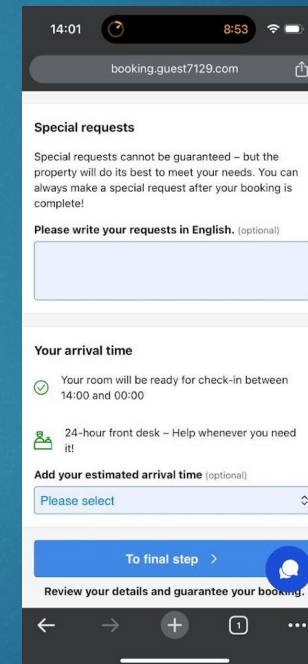 14:01
8:53
booking.guest7129.com
Special requests
Special requests cannot be guaranteed – but the
property will do its best to meet your needs. You can
always make a special request after your booking is
complete!
Please write your requests in English. (optional)
Your arrival time
Your room will be ready for check-in between
14:00 and 00:00
24-hour front desk – Help whenever you need
it!
Add your estimated arrival time (optional)
Please select
To final step
Review your details and guarantee your booking.
1